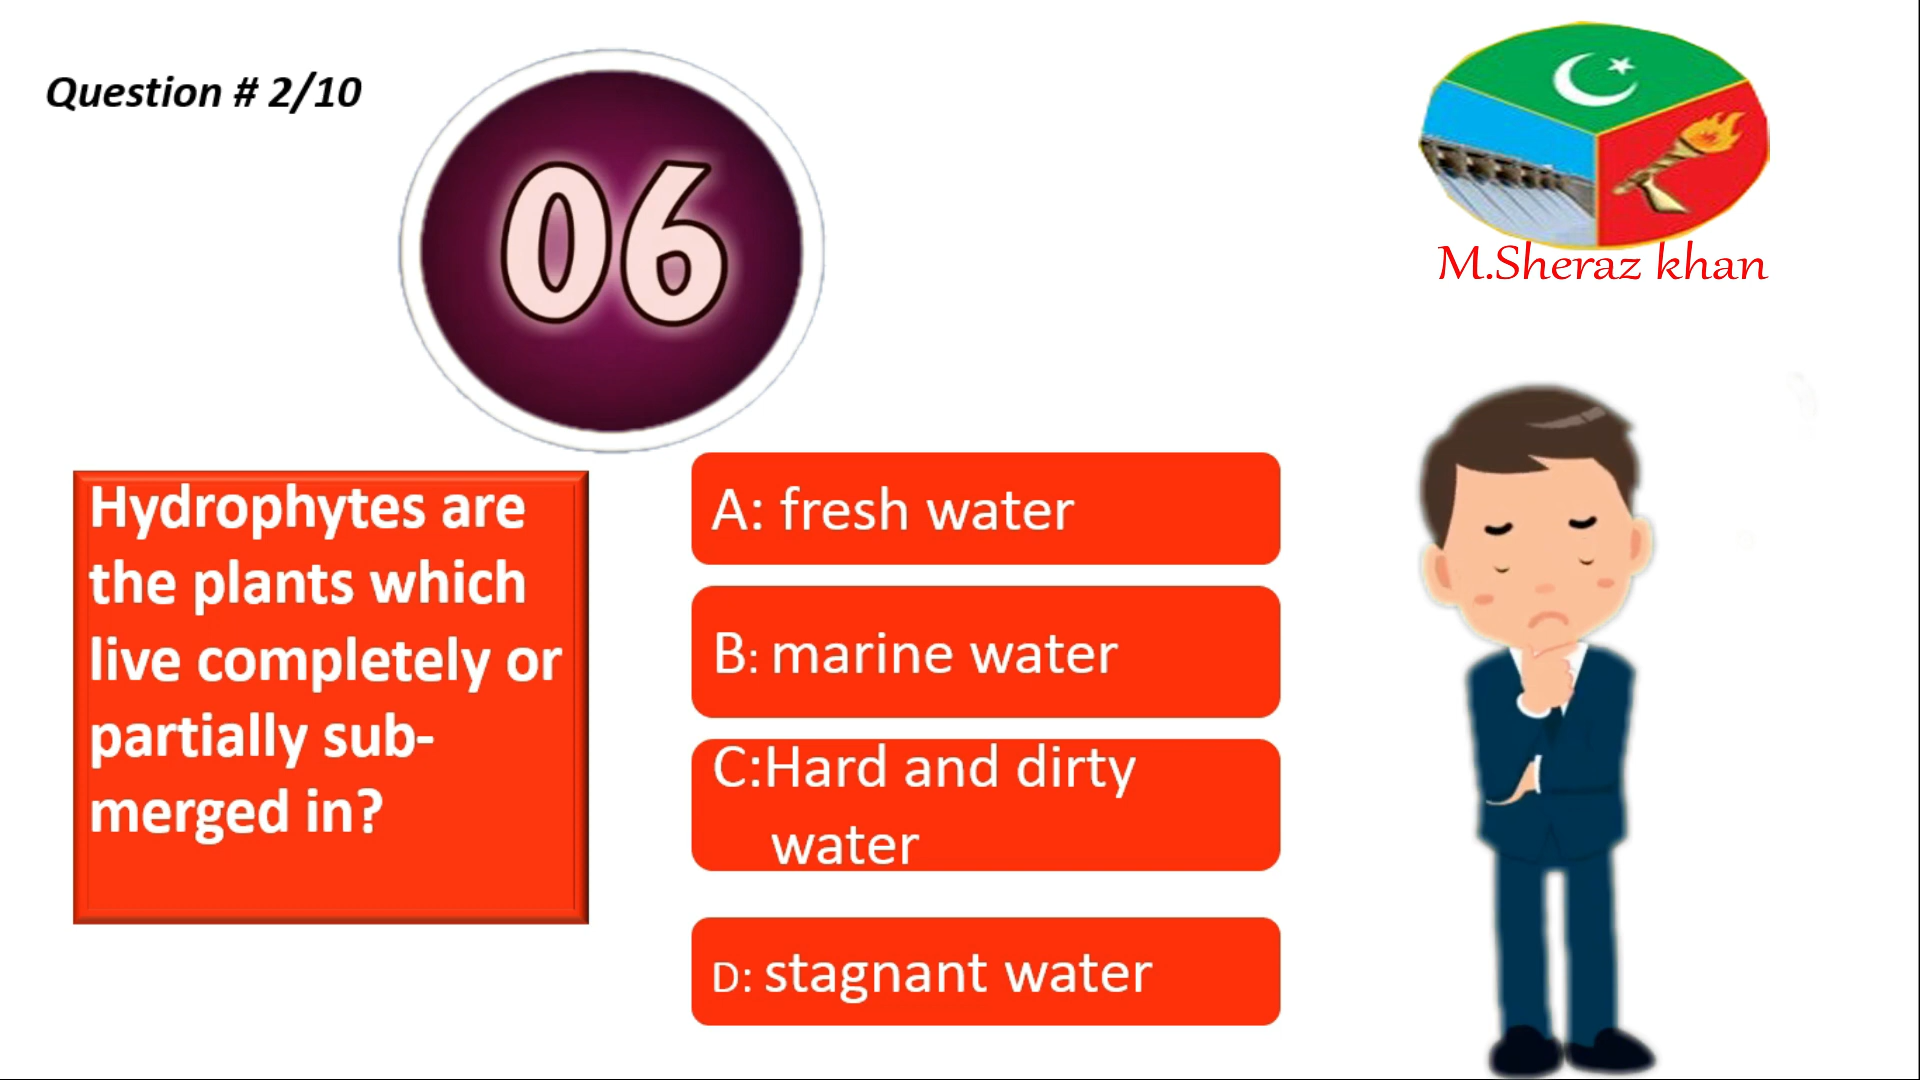 Question # 2/10
06
M.Sheraz khan
Hydrophytes are
the plants which
live completely or
partially sub-
merged in?
A: fresh water
B: marine water
C:Hard and dirty
water
D: stagnant water